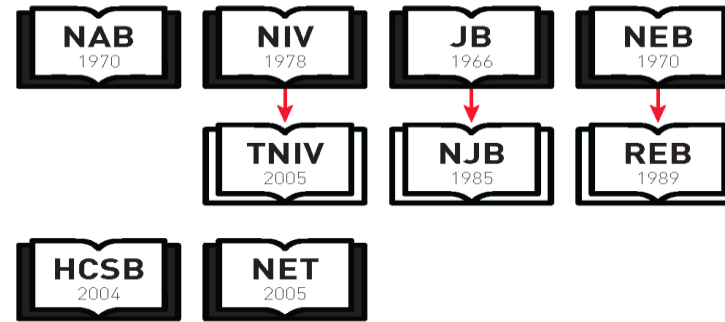 NAB
1970
NIV
1978
JB
1966
NEB
1970
TNIV
2005
NJB
1985
REB
1989
HCSB
2004
NET
2005